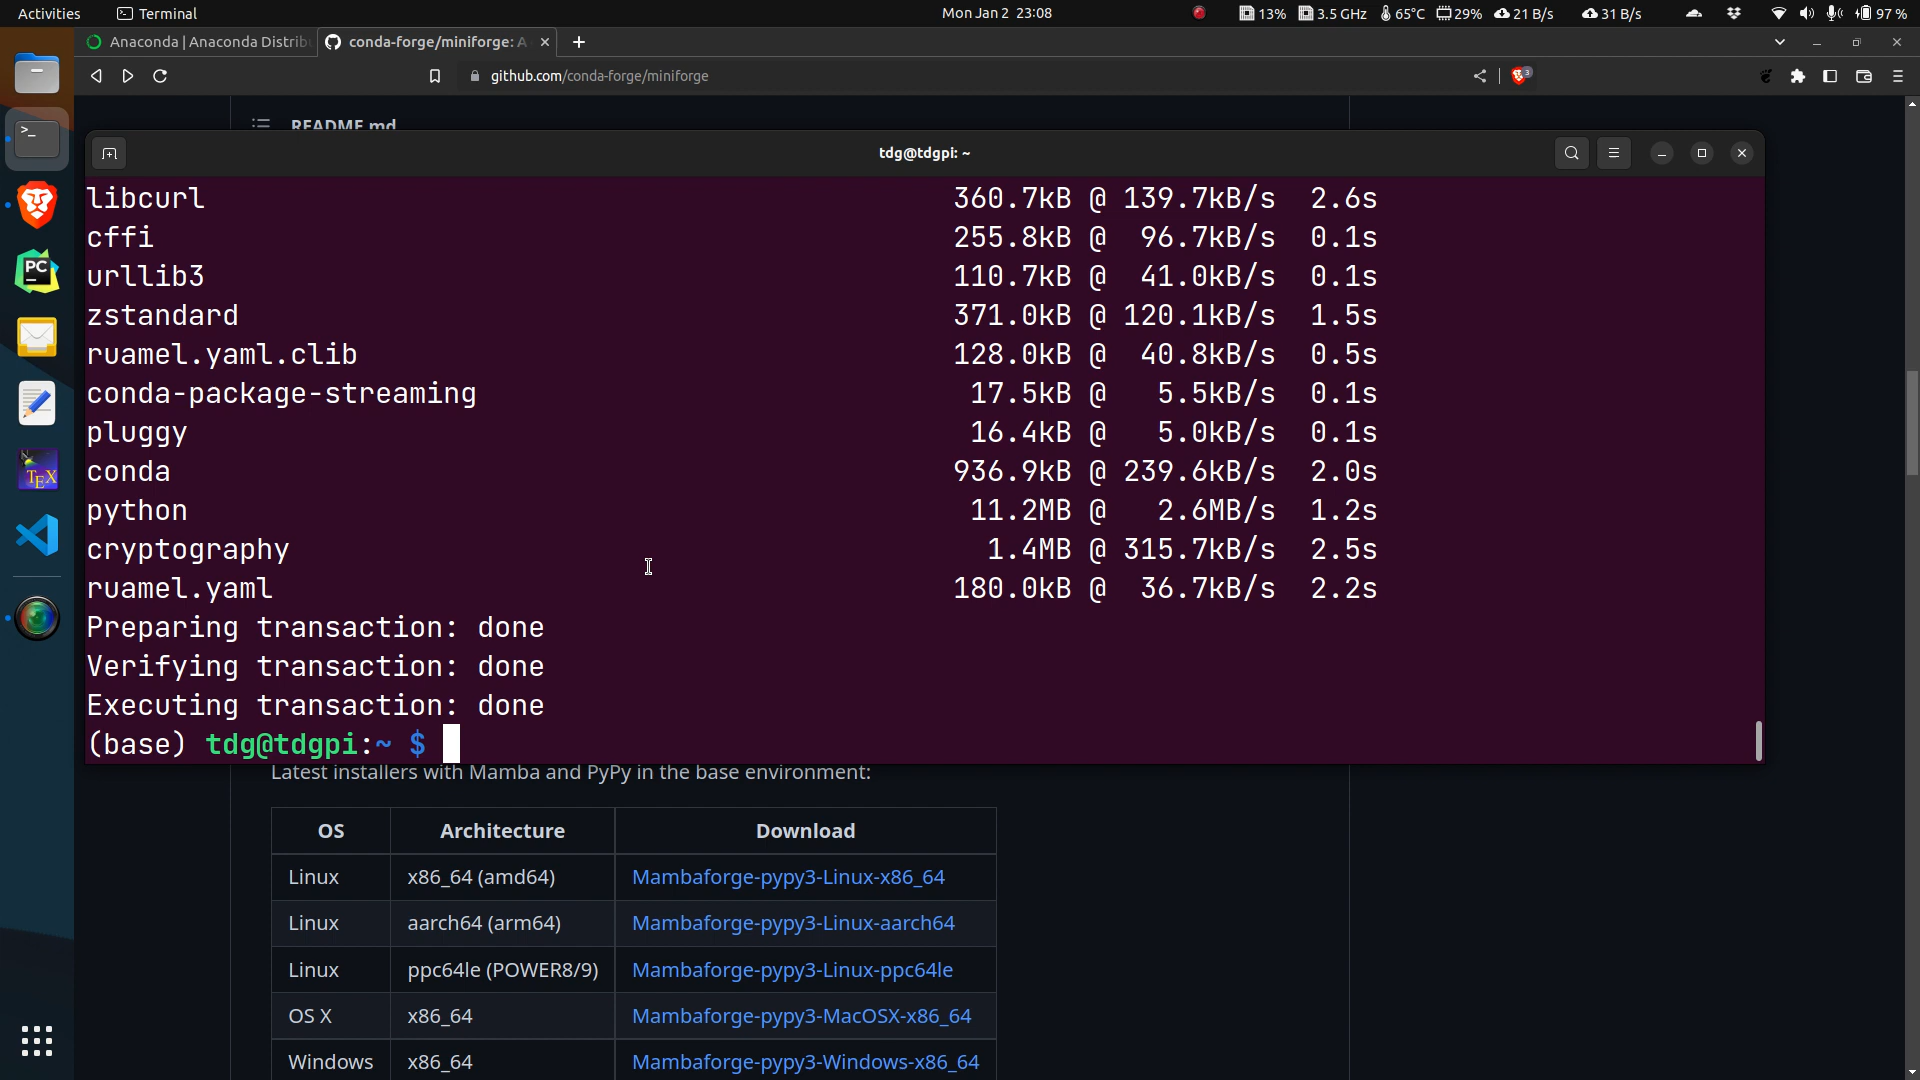 Activities
Terminal
Mon Jan 2 23:08
13%
3.5 GHz
65°C
29%
21 B/s
31 B/s
97 %
Anaconda | Anaconda Distrib
conda-forge/miniforge: A
github.com/conda-forge/miniforge
3
README.md
tdg@tdgpi: ~
libcurl 360.7kB @ 139.7kB/s 2.6s
cffi 255.8kB @ 96.7kB/s 0.1s
urllib3 110.7kB @ 41.0kB/s 0.1s
zstandard 371.0kB @ 120.1kB/s 1.5s
ruamel.yaml.clib 128.0kB @ 40.8kB/s 0.5s
conda-package-streaming 17.5kB @ 5.5kB/s 0.1s
pluggy 16.4kB @ 5.0kB/s 0.1s
conda 936.9kB @ 239.6kB/s 2.0s
python 11.2MB @ 2.6MB/s 1.2s
cryptography 1.4MB @ 315.7kB/s 2.5s
ruamel.yaml 180.0kB @ 36.7kB/s 2.2s
Preparing transaction: done
Verifying transaction: done
Executing transaction: done
(base) tdg@tdgpi:~ $
PC
TEX
Latest installers with Mamba and PyPy in the base environment:
OS Architecture Download
Linux x86_64 (amd64) Mambaforge-pypy3-Linux-x86_64
Linux aarch64 (arm64) Mambaforge-pypy3-Linux-aarch64
Linux ppc64le (POWER8/9) Mambaforge-pypy3-Linux-ppc64le
OS X x86_64 Mambaforge-pypy3-MacOSX-x86_64
Windows x86_64 Mambaforge-pypy3-Windows-x86_64